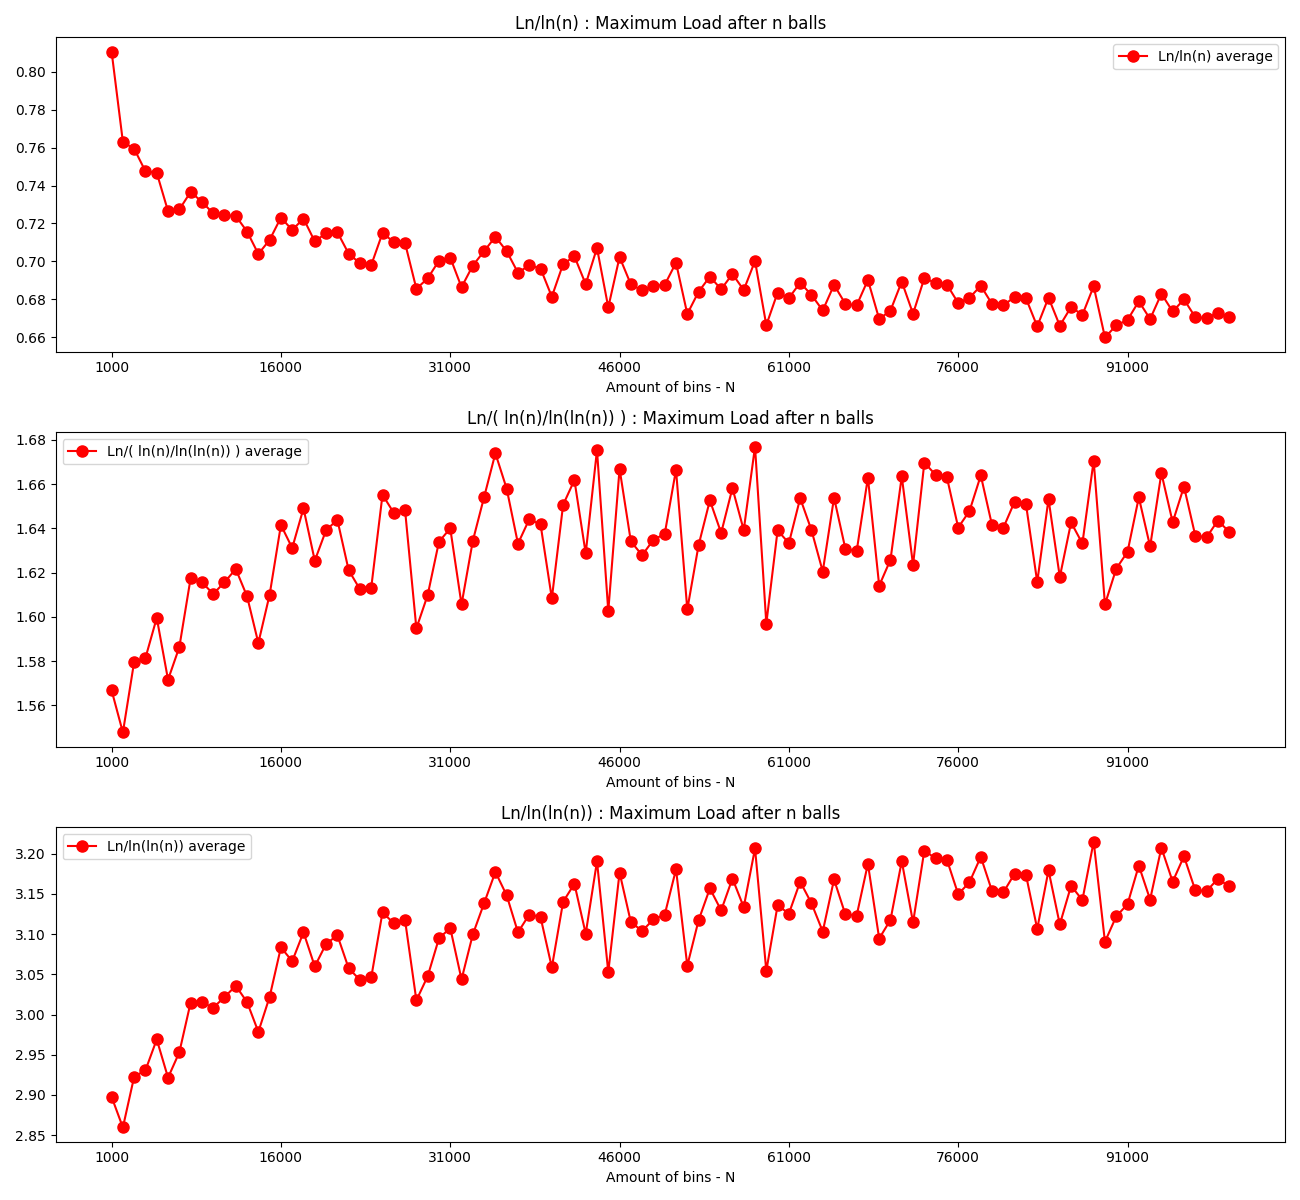 Ln/ln(n) : Maximum Load after n balls
Ln/ln(n) average
0.80
0.78
0.76
0.74
0.72
0.70
0.68
0.66
1000 16000 31000 46000 61000 76000 91000
Amount of bins - N
Ln/( ln(n)/ln(ln(n)) ) : Maximum Load after n balls
Ln/( ln(n)/ln(ln(n)) ) average
1.68
1.66
1.64
1.62
1.60
1.58
1.56
1000 16000 31000 46000 61000 76000 91000
Amount of bins - N
Ln/ln(ln(n)) : Maximum Load after n balls
Ln/ln(ln(n)) average
3.20
3.15
3.10
3.05
3.00
2.95
2.90
2.85
1000 16000 31000 46000 61000 76000 91000
Amount of bins - N